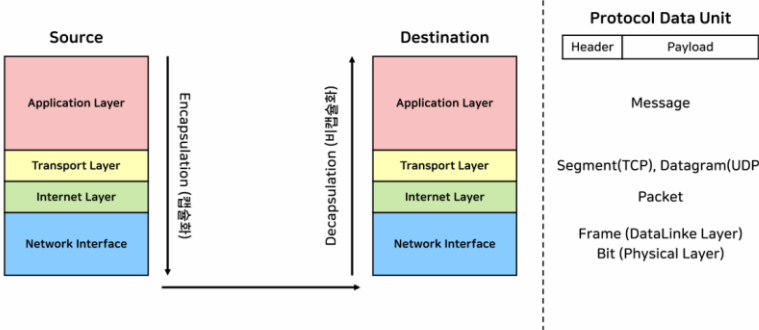 Source
Application Layer
Transport Layer
Internet Layer
Network Interface
Encapsulation (캡슐화)
Decapsulation (비캡슐화)
Destination
Application Layer
Transport Layer
Internet Layer
Network Interface
Protocol Data Unit
Header Payload
Message
Segment(TCP), Datagram(UDP
Packet
Frame (DataLinke Layer)
Bit (Physical Layer)